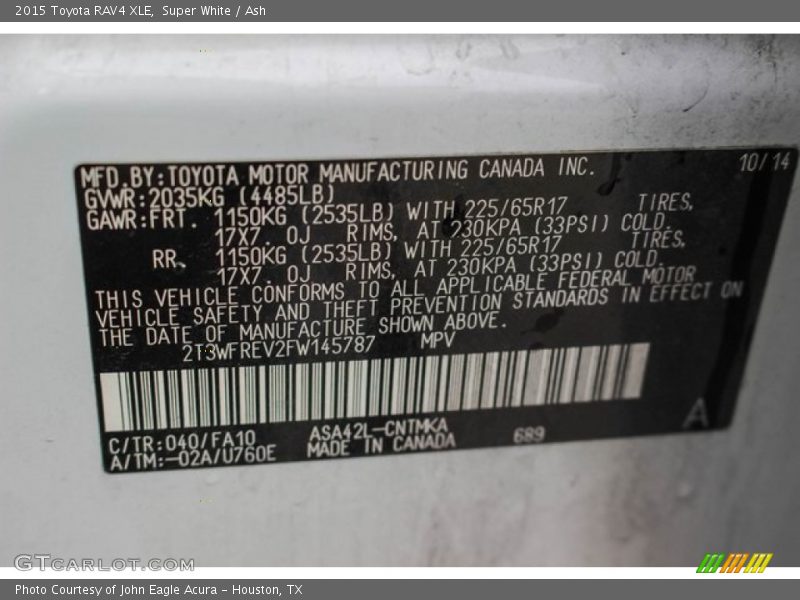 2015 Toyota RAV4 XLE, Super White / Ash
MFD.BY:TOYOTA MOTOR MANUFACTURING CANADA INC. 10/14
GVWR:2035KG (4485LB)
GAWR:FRT. 1150KG (2535LB) WITH 225/65R17 TIRES,
17X7.0J RIMS, AT 230KPA (33PSI) COLD.
RR. 1150KG (2535LB) WITH 225/65R17 TIRES,
17X7.0J RIMS, AT 230KPA (33PSI) COLD.
THIS VEHICLE CONFORMS TO ALL APPLICABLE FEDERAL MOTOR
VEHICLE SAFETY AND THEFT PREVENTION STANDARDS IN EFFECT ON
THE DATE OF MANUFACTURE SHOWN ABOVE.
2T3WFREV2FW145787 MPV
C/TR:040/FA10 ASA42L-CNTMKA 689 A
A/TM:-02A/U760E MADE IN CANADA
GTcarlot.com
Photo Courtesy of John Eagle Acura - Houston, TX